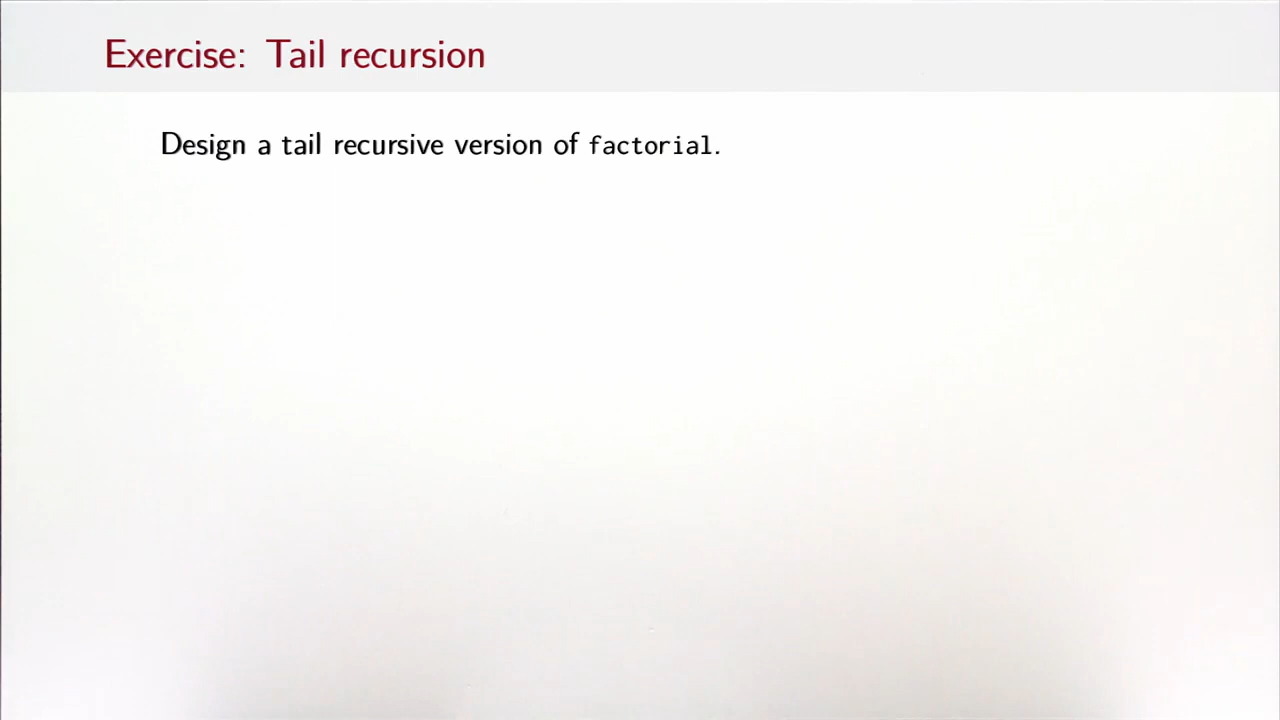 Exercise: Tail recursion
Design a tail recursive version of factorial.